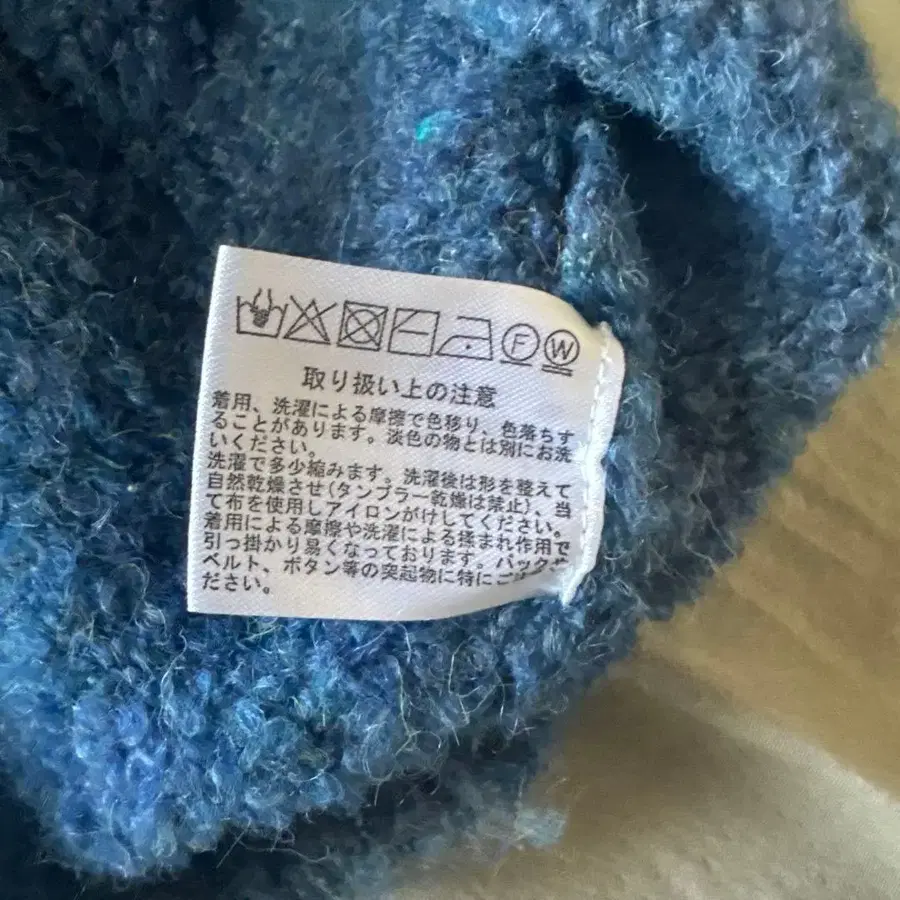 F W
取り扱い上の注意
着用、洗濯による摩擦で色移り、色落ちす
ることがあります。淡色の物とは別にお洗
いください。
洗濯で多少縮みます。洗濯後は形を整えて
自然乾燥させ(タンブラー乾燥は禁止)、当
て布を使用しアイロンがけしてください。
着用による摩擦や洗濯による揉まれ作用で
引っ掛かり易くなっております。バッグや
ベルト、ボタン等の突起物に特にご
ださい。